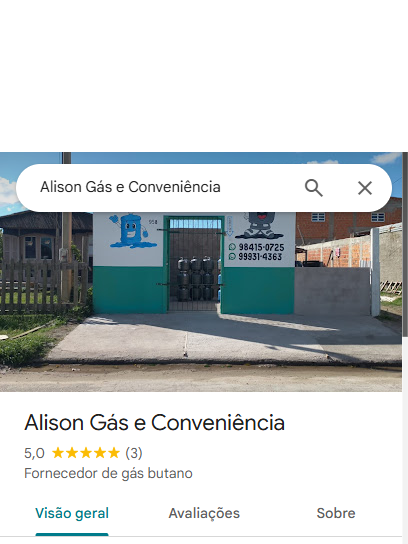 Alison Gás e Conveniência
958
98415-0725
99931-4363
Alison Gás e Conveniência
5,0 (3)
Fornecedor de gás butano
Visão geral Avaliações Sobre